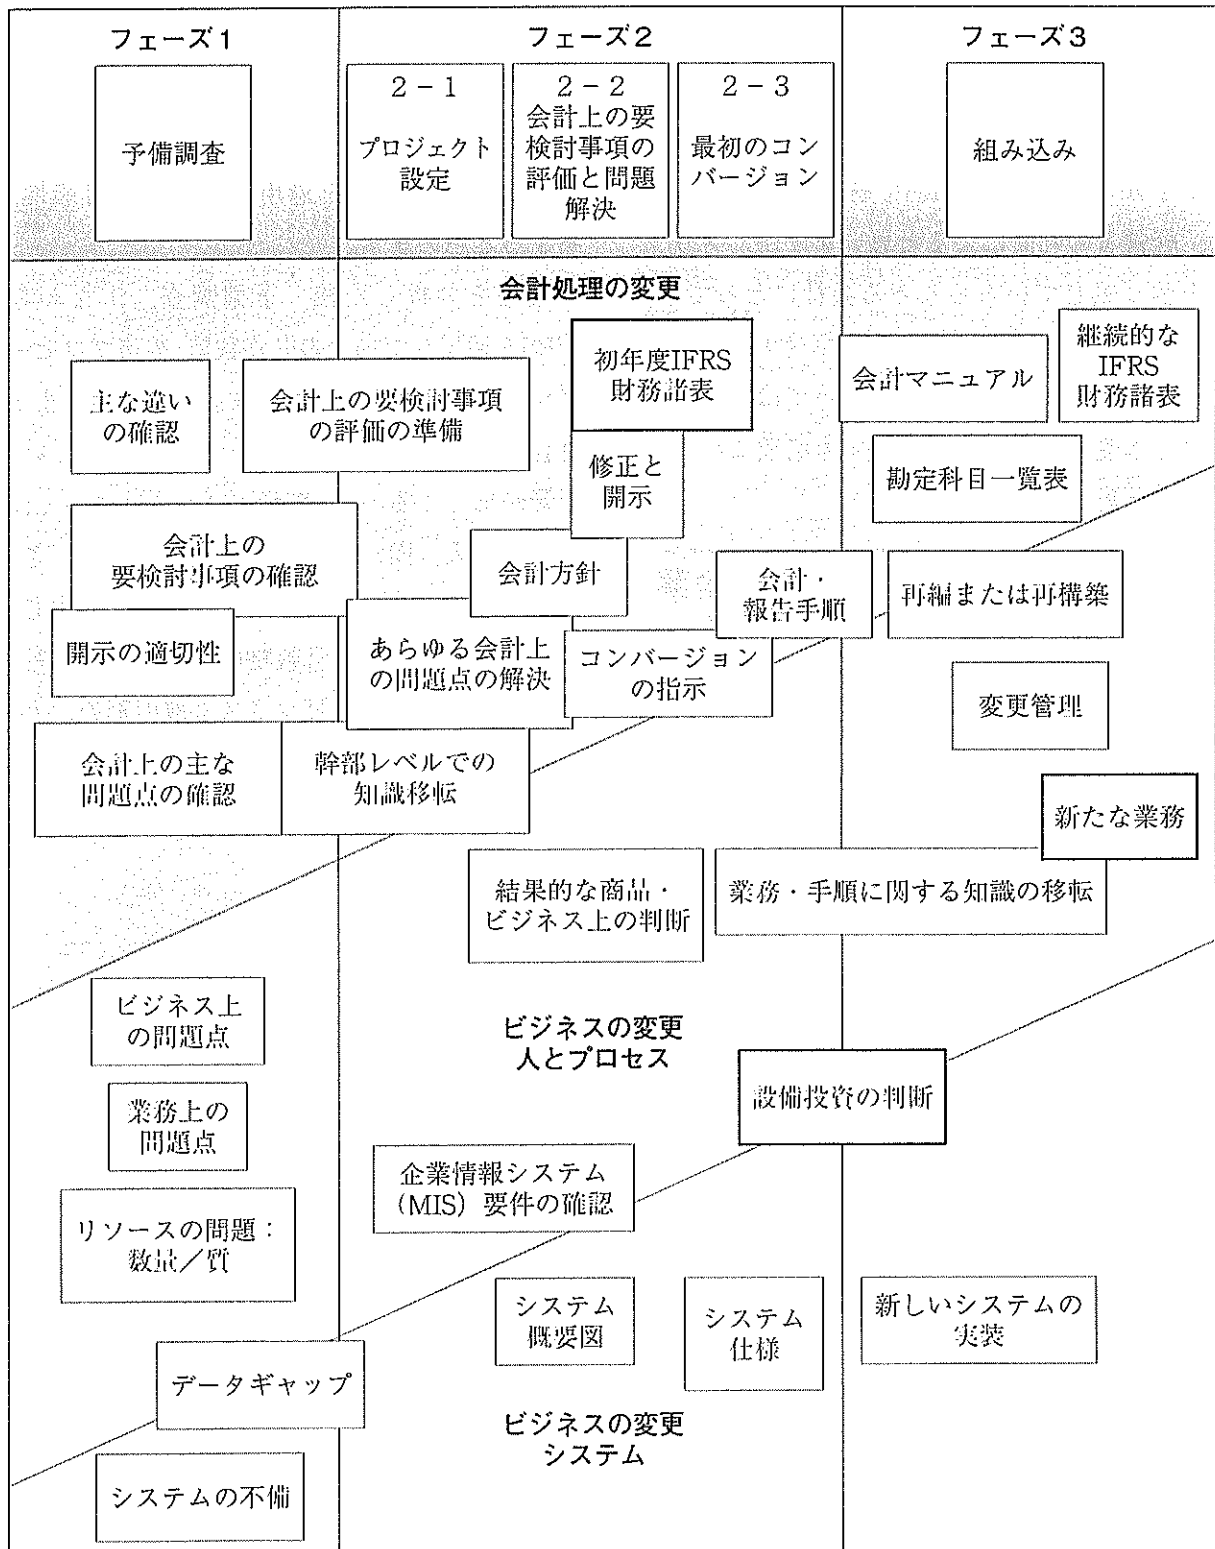 フェーズ1
フェーズ2
フェーズ3
予備調査
2-1
プロジェクト
設定
2-2
会計上の要
検討事項の
評価と問題
解決
2-3
最初のコン
バージョン
組み込み
会計処理の変更
主な違い
の確認
会計上の要検討事項
の評価の準備
初年度IFRS
財務諸表
会計マニュアル
継続的な
IFRS
財務諸表
修正と
開示
勘定科目一覧表
会計上の
要検討事項の確認
会計方針
会計・
報告手順
再編または再構築
開示の適切性
あらゆる会計上
の問題点の解決
コンバージョン
の指示
変更管理
会計上の主な
問題点の確認
幹部レベルでの
知識移転
新たな業務
結果的な商品・
ビジネス上の判断
業務・手順に関する知識の移転
ビジネス上
の問題点
ビジネスの変更
人とプロセス
設備投資の判断
業務上の
問題点
企業情報システム
(MIS)要件の確認
リソースの問題:
数量/質
システム
概要図
システム
仕様
新しいシステムの
実装
データギャップ
ビジネスの変更
システム
システムの不備